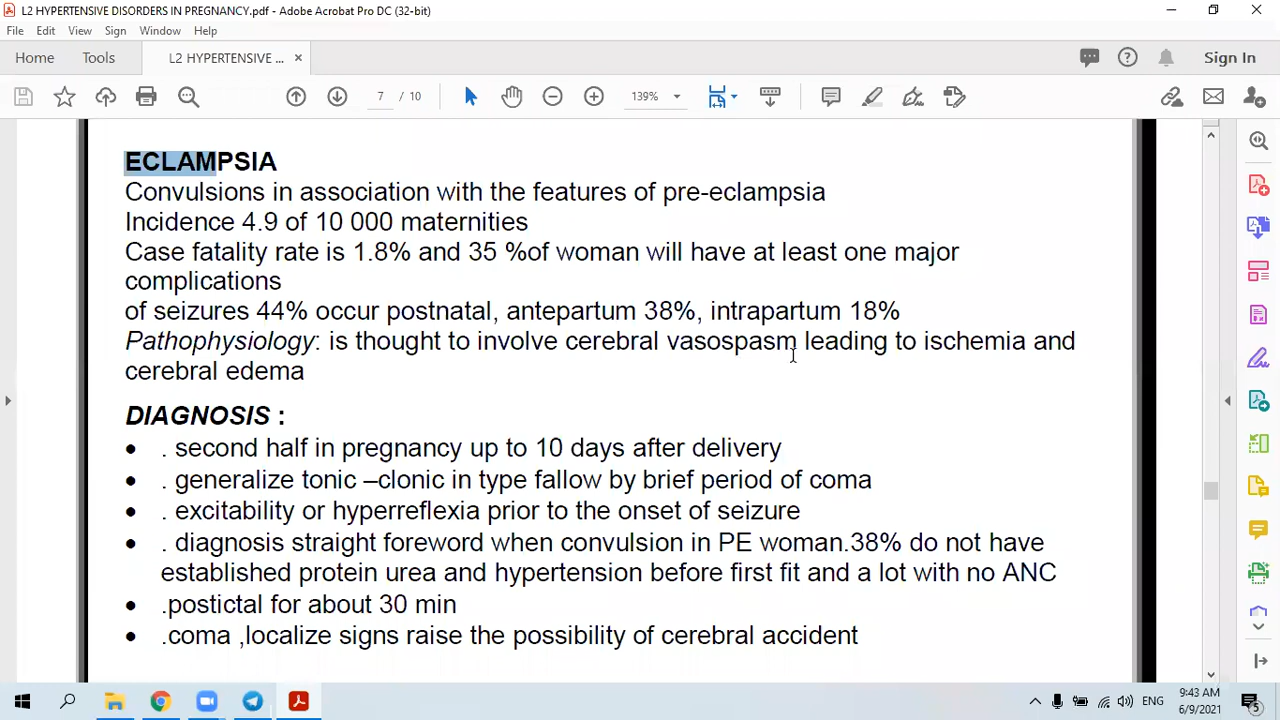 L2 HYPERTENSIVE DISORDERS IN PREGNANCY.pdf - Adobe Acrobat Pro DC (32-bit)
File Edit View Sign Window Help
Home Tools L2 HYPERTENSIVE ... × Sign In
7 / 10 139%
ECLAMPSIA
Convulsions in association with the features of pre-eclampsia
Incidence 4.9 of 10 000 maternities
Case fatality rate is 1.8% and 35 %of woman will have at least one major
complications
of seizures 44% occur postnatal, antepartum 38%, intrapartum 18%
Pathophysiology: is thought to involve cerebral vasospasm leading to ischemia and
cerebral edema
DIAGNOSIS :
• . second half in pregnancy up to 10 days after delivery
• . generalize tonic –clonic in type fallow by brief period of coma
• . excitability or hyperreflexia prior to the onset of seizure
• . diagnosis straight foreword when convulsion in PE woman.38% do not have
established protein urea and hypertension before first fit and a lot with no ANC
• .postictal for about 30 min
• .coma ,localize signs raise the possibility of cerebral accident
ENG
9:43 AM
6/9/2021
5